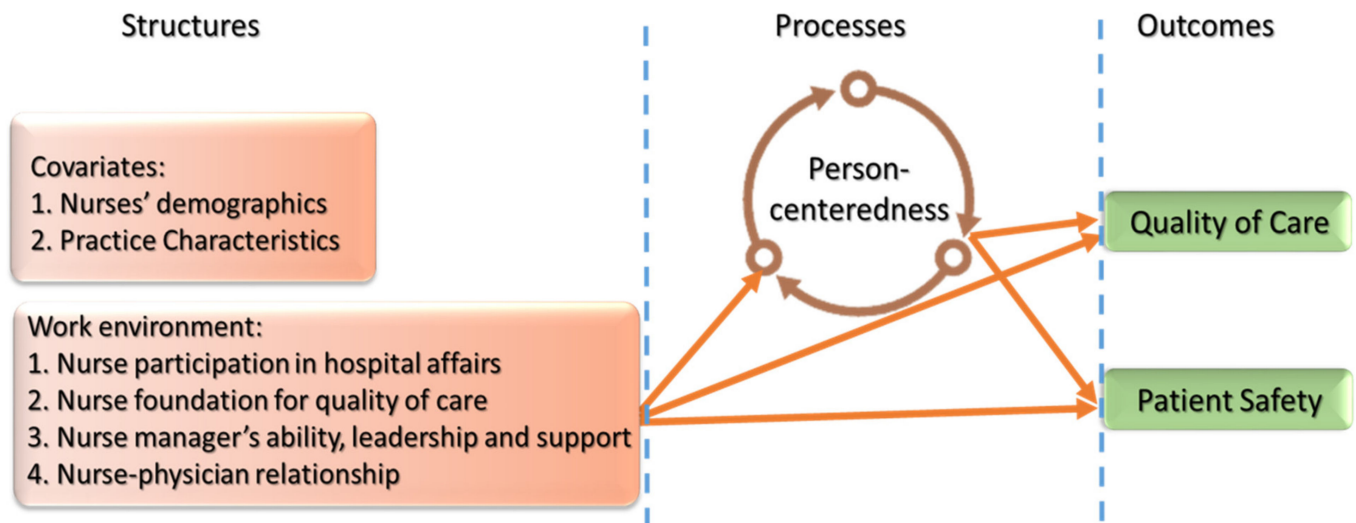 Structures
Processes
Outcomes
Covariates:
1. Nurses’ demographics
2. Practice Characteristics
Work environment:
1. Nurse participation in hospital affairs
2. Nurse foundation for quality of care
3. Nurse manager’s ability, leadership and support
4. Nurse-physician relationship
Person-
centeredness
Quality of Care
Patient Safety